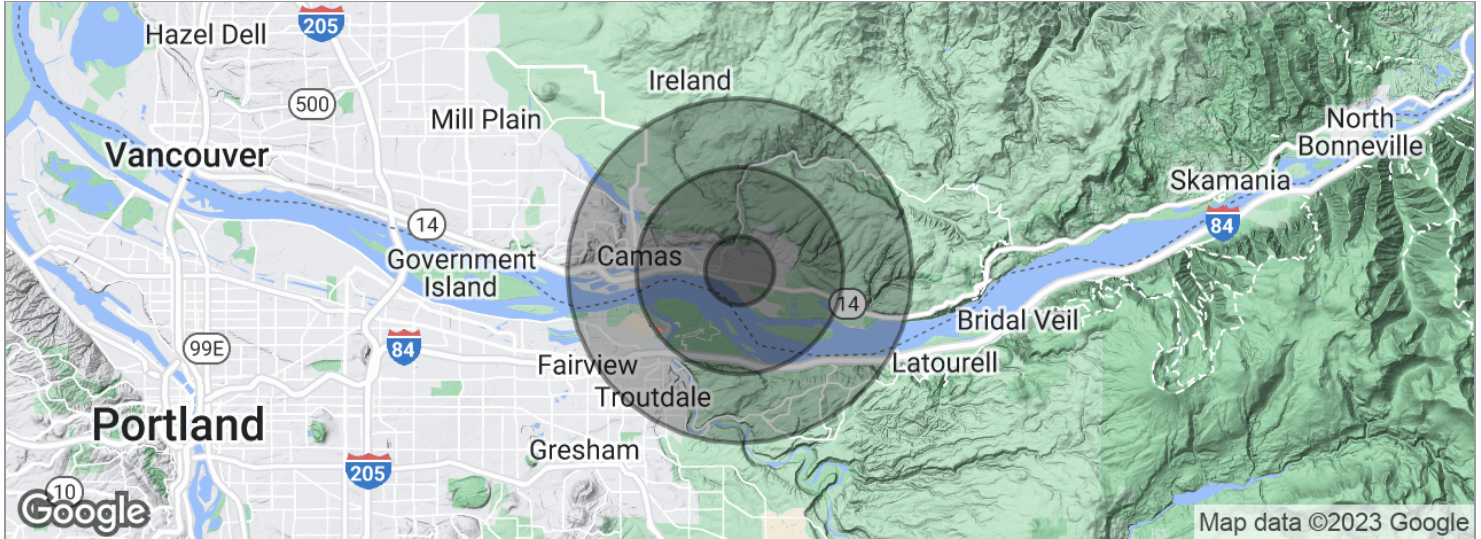 Hazel Dell
205
Ireland
500
Mill Plain
North
Bonneville
Vancouver
Skamania
14
84
Camas
Government
Island
14
Bridal Veil
99E
84
Fairview
Latourell
Troutdale
Portland
Gresham
205
10
Google
Map data ©2023 Google